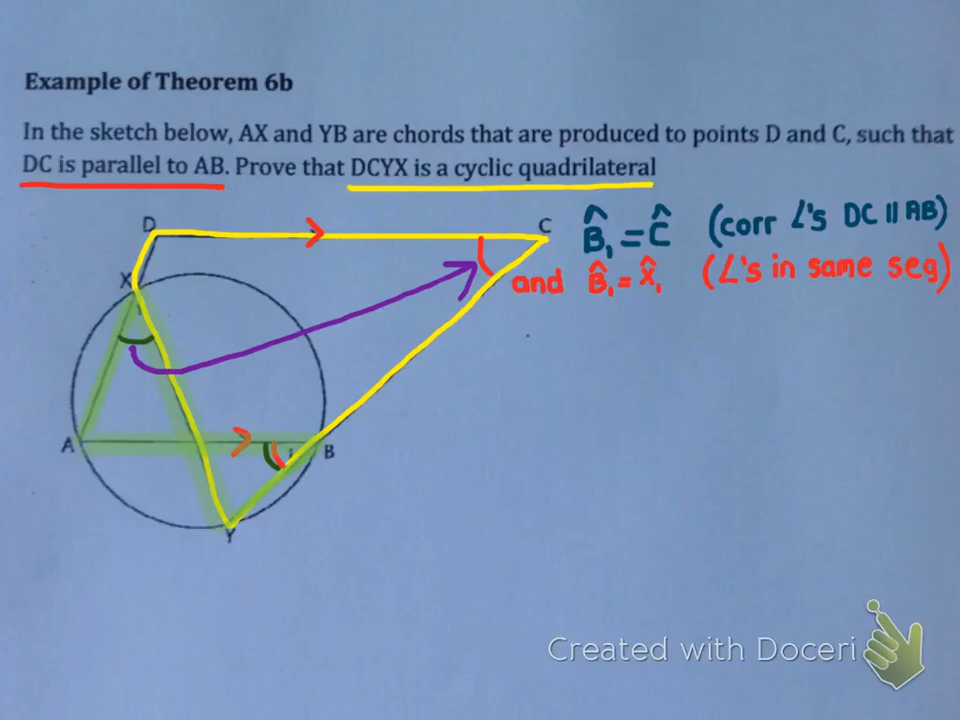 Example of Theorem 6b
In the sketch below, AX and YB are chords that are produced to points D and C, such that
DC is parallel to AB. Prove that DCYX is a cyclic quadrilateral
D
C
B̂₁ = Ĉ (corr ∠'s DC || AB)
and B̂₁ = X̂₁ (∠'s in same seg)
X
1
A
1
B
Y
Created with Doceri